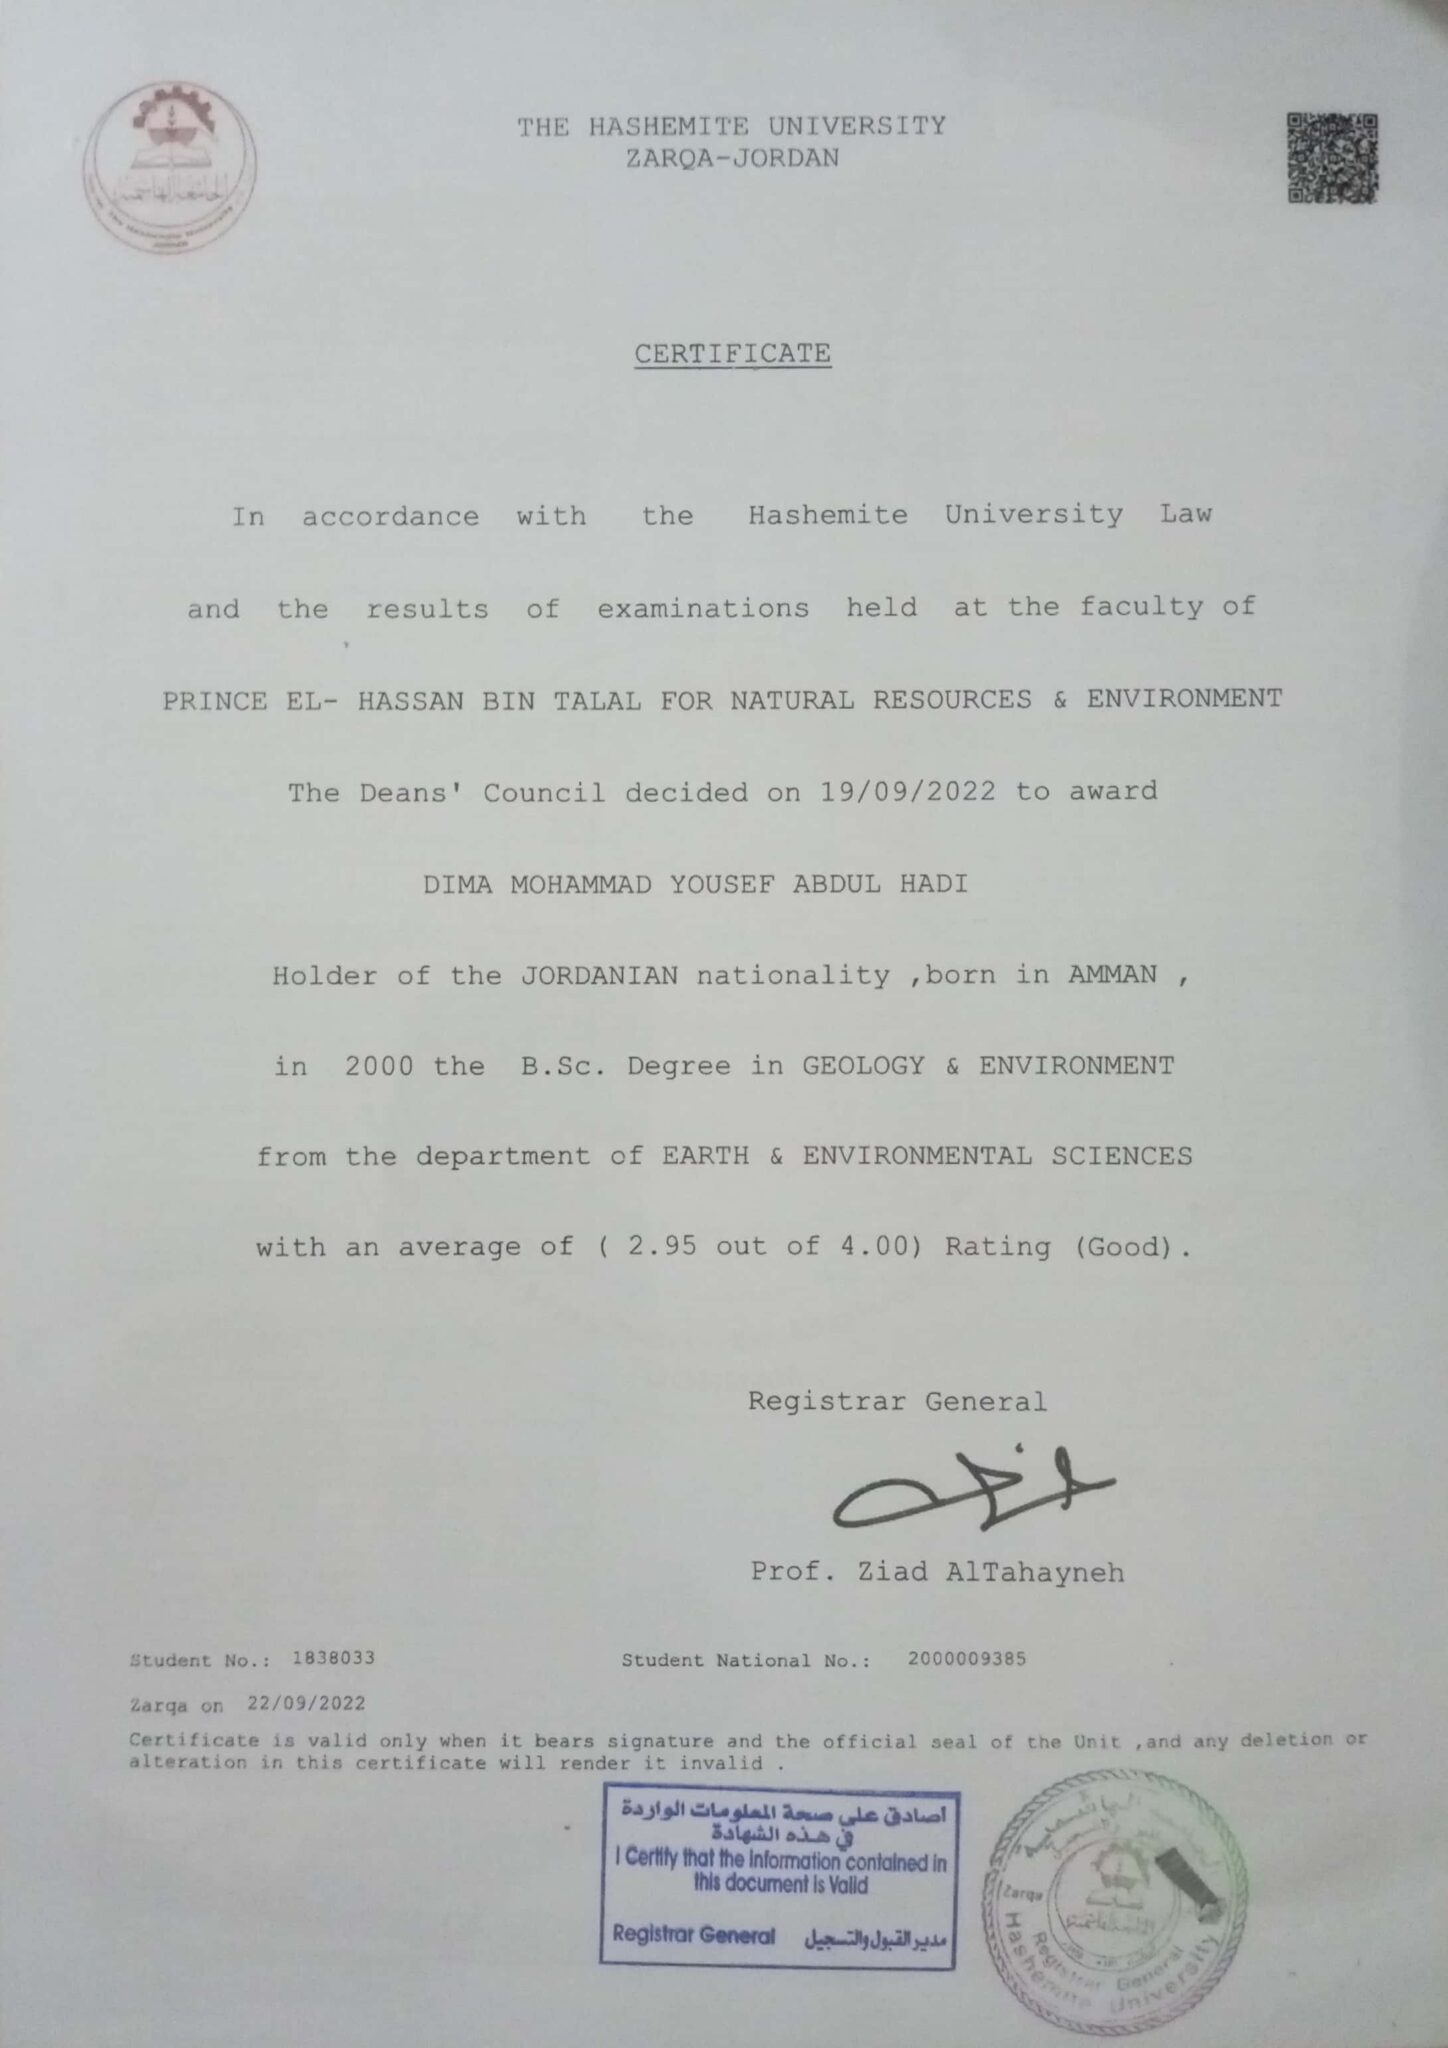 الجامعة الهاشمية
THE HASHEMITE UNIVERSITY
ZARQA-JORDAN
CERTIFICATE
In accordance with the Hashemite University Law
and the results of examinations held at the faculty of
PRINCE EL- HASSAN BIN TALAL FOR NATURAL RESOURCES & ENVIRONMENT
The Deans' Council decided on 19/09/2022 to award
DIMA MOHAMMAD YOUSEF ABDUL HADI
Holder of the JORDANIAN nationality ,born in AMMAN ,
in 2000 the B.Sc. Degree in GEOLOGY & ENVIRONMENT
from the department of EARTH & ENVIRONMENTAL SCIENCES
with an average of ( 2.95 out of 4.00) Rating (Good).
Registrar General
Prof. Ziad AlTahayneh
Student No.: 1838033 Student National No.: 2000009385
Zarqa on 22/09/2022
Certificate is valid only when it bears signature and the official seal of the Unit ,and any deletion or
alteration in this certificate will render it invalid .
أصادق على صحة المعلومات الواردة
في هذه الشهادة
I Certify that the Information contained in
this document is Valid
Registrar General مدير القبول والتسجيل
Zarqa
Registrar General
Hashemite University